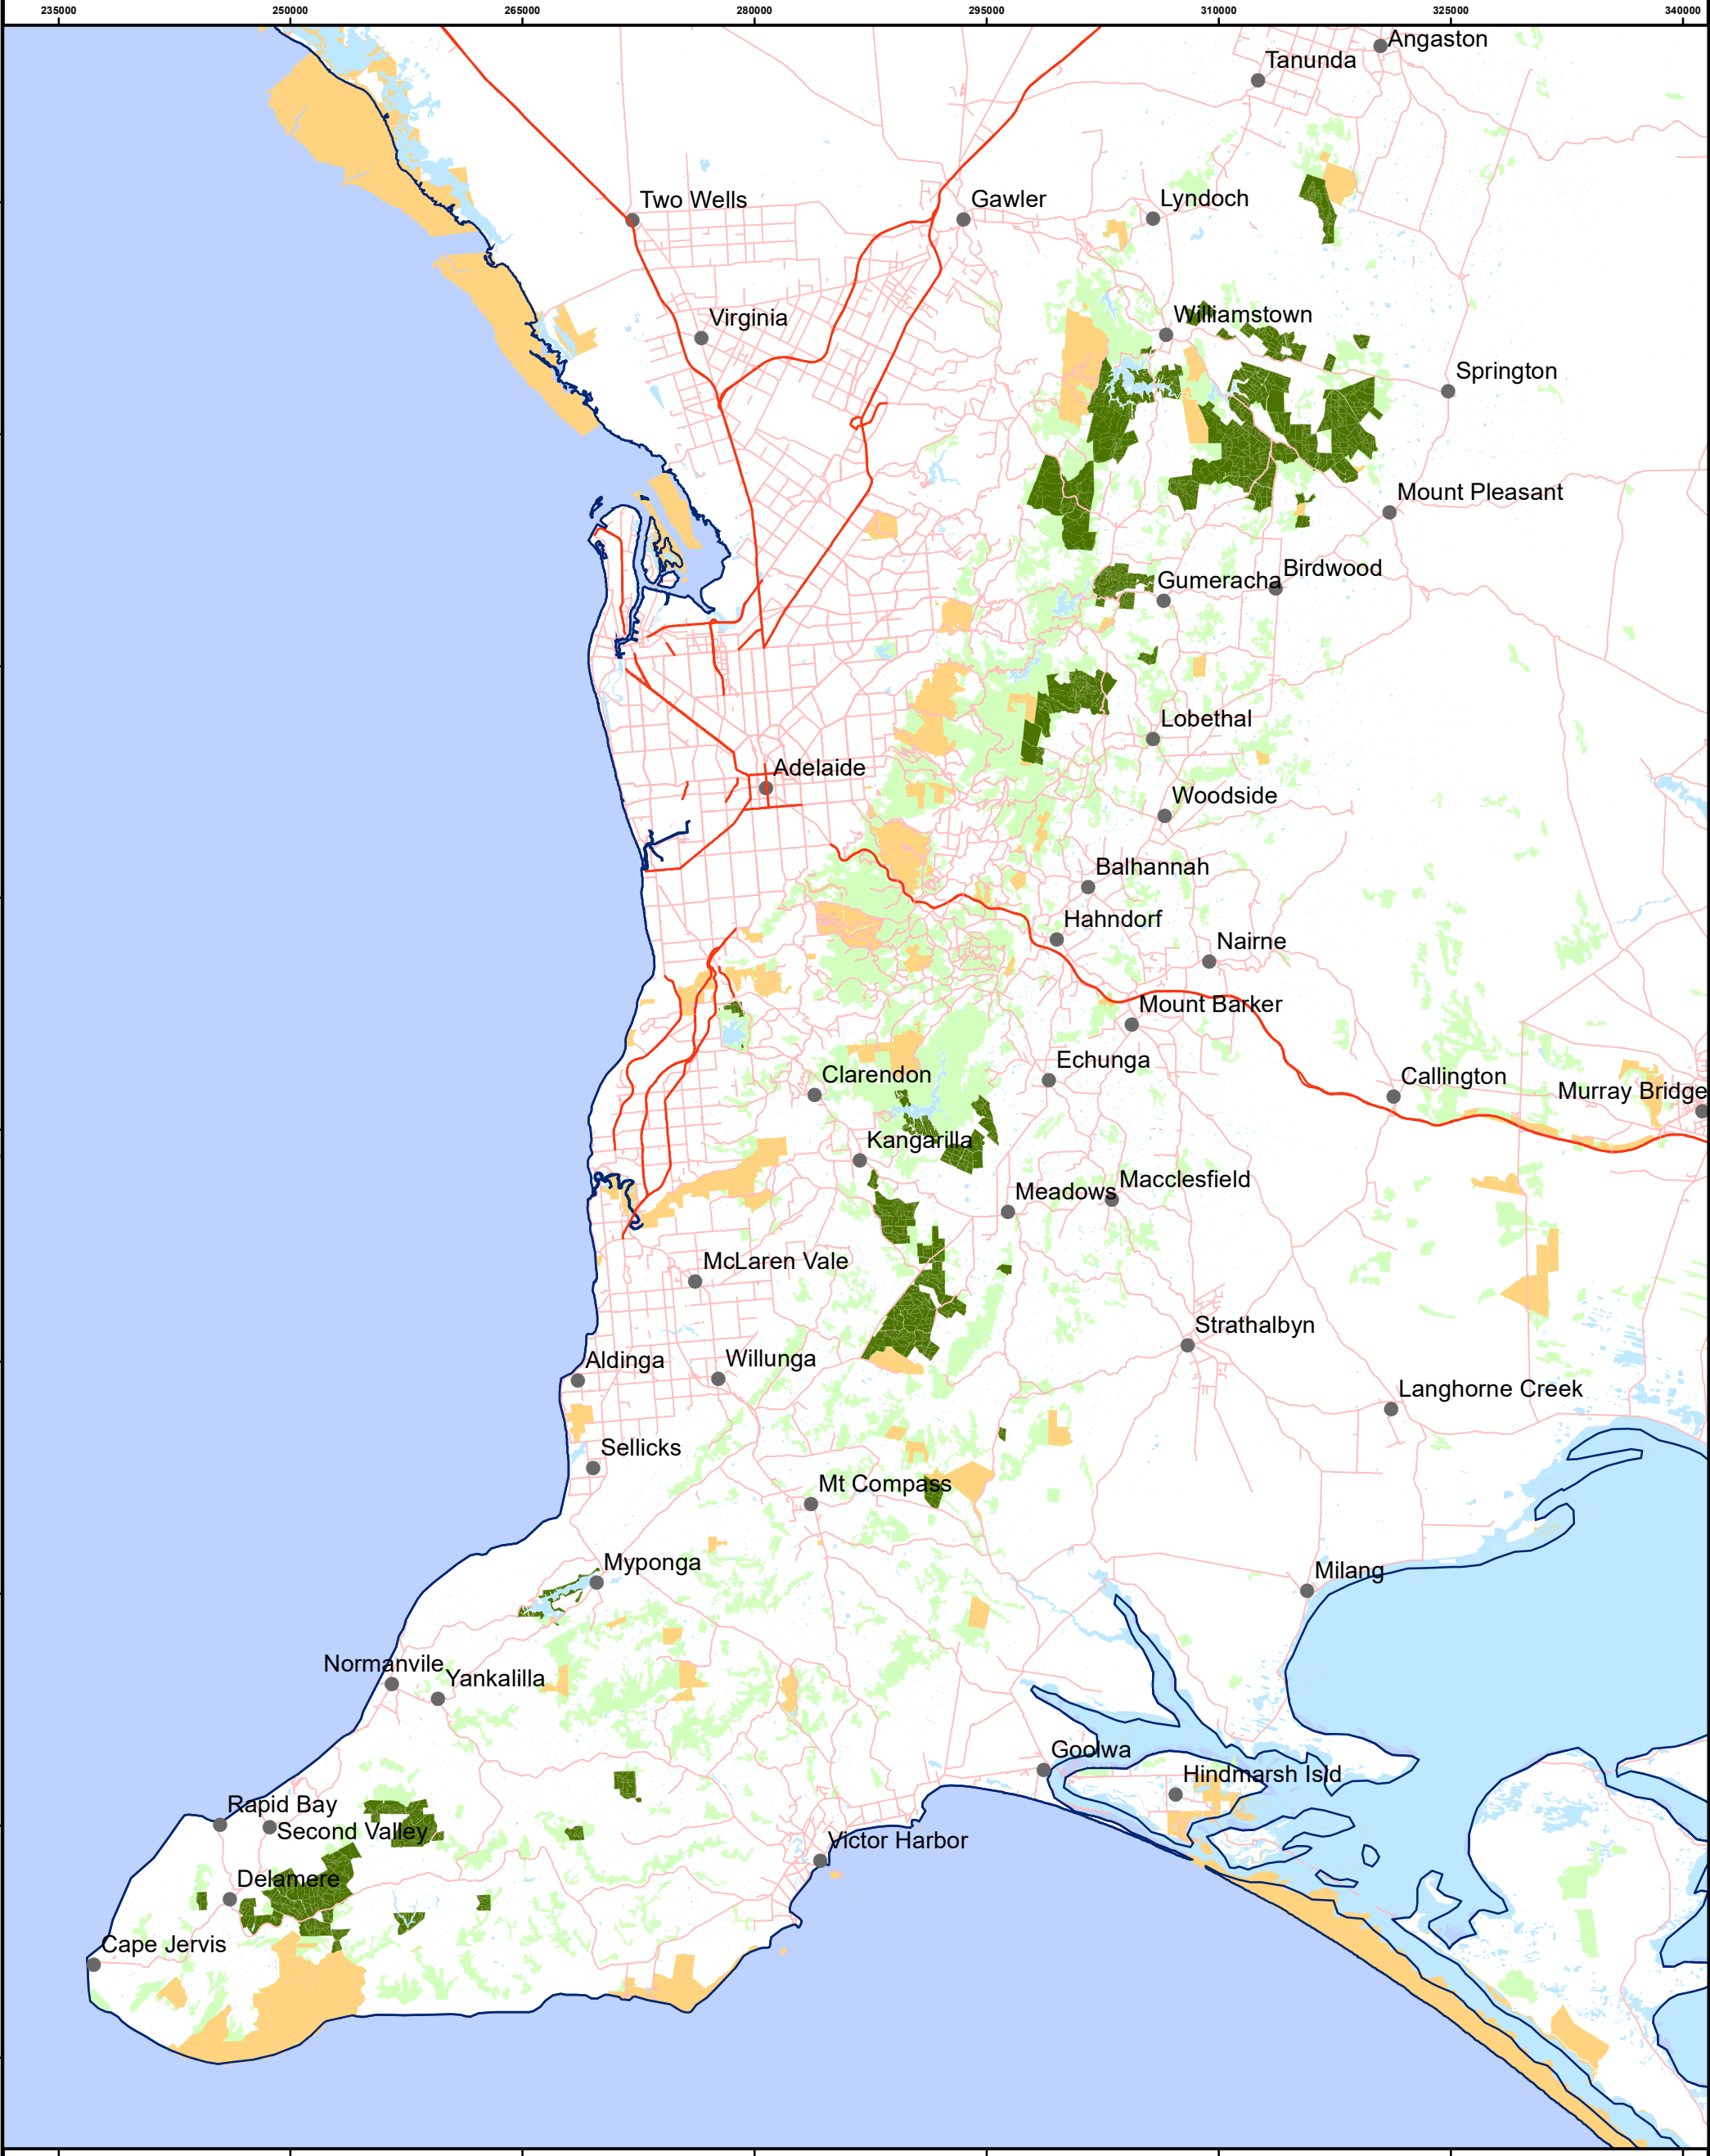 235000 250000 265000 280000 295000 310000 325000 340000
Angaston
Tanunda
Two Wells
Gawler
Lyndoch
Williamstown
Virginia
Springton
Mount Pleasant
Birdwood
Gumeracha
Lobethal
Adelaide
Woodside
Balhannah
Hahndorf
Nairne
Mount Barker
Echunga
Clarendon
Callington
Murray Bridge
Kangarilla
Macclesfield
Meadows
McLaren Vale
Strathalbyn
Aldinga
Willunga
Langhorne Creek
Sellicks
Mt Compass
Myponga
Milang
Normanvile
Yankalilla
Goolwa
Hindmarsh Isld
Rapid Bay
Second Valley
Victor Harbor
Delamere
Cape Jervis